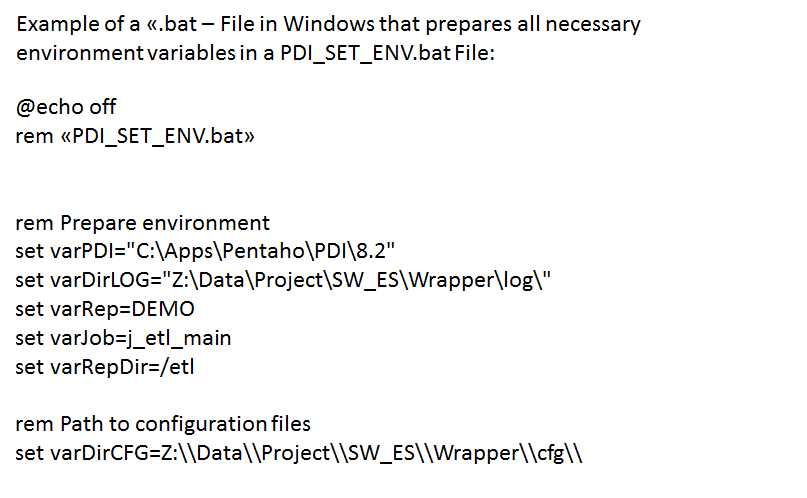 Example of a «.bat – File in Windows that prepares all necessary
environment variables in a PDI_SET_ENV.bat File:
@echo off
rem «PDI_SET_ENV.bat»
rem Prepare environment
set varPDI="C:\Apps\Pentaho\PDI\8.2"
set varDirLOG="Z:\Data\Project\SW_ES\Wrapper\log\"
set varRep=DEMO
set varJob=j_etl_main
set varRepDir=/etl
rem Path to configuration files
set varDirCFG=Z:\\Data\\Project\\SW_ES\\Wrapper\\cfg\\